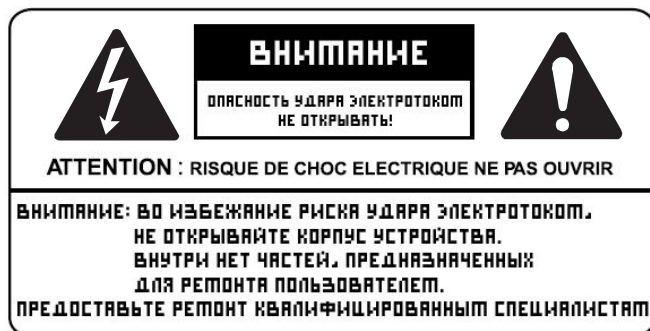 ВНИМАНИЕ
ОПАСНОСТЬ УДАРА ЭЛЕКТРОТОКОМ
НЕ ОТКРЫВАТЬ!
ATTENTION : RISQUE DE CHOC ELECTRIQUE NE PAS OUVRIR
ВНИМАНИЕ: ВО ИЗБЕЖАНИЕ РИСКА УДАРА ЭЛЕКТРОТОКОМ,
НЕ ОТКРЫВАЙТЕ КОРПУС УСТРОЙСТВА.
ВНУТРИ НЕТ ЧАСТЕЙ, ПРЕДНАЗНАЧЕННЫХ
ДЛЯ РЕМОНТА ПОЛЬЗОВАТЕЛЕМ.
ПРЕДОСТАВЬТЕ РЕМОНТ КВАЛИФИЦИРОВАННЫМ СПЕЦИАЛИСТАМ